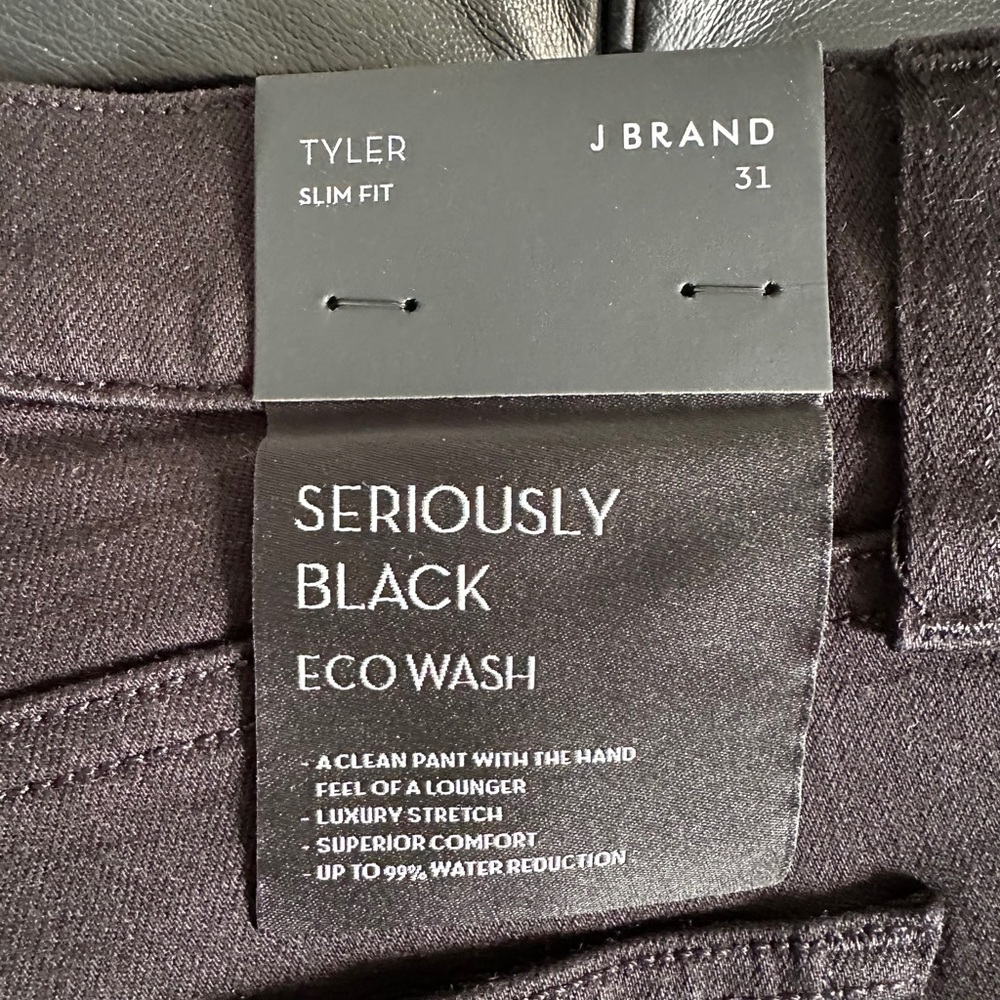 TYLER
SLIM FIT
J BRAND
31
SERIOUSLY
BLACK
ECO WASH
- A CLEAN PANT WITH THE HAND
FEEL OF A LOUNGER
- LUXURY STRETCH
- SUPERIOR COMFORT
- UP TO 99% WATER REDUCTION